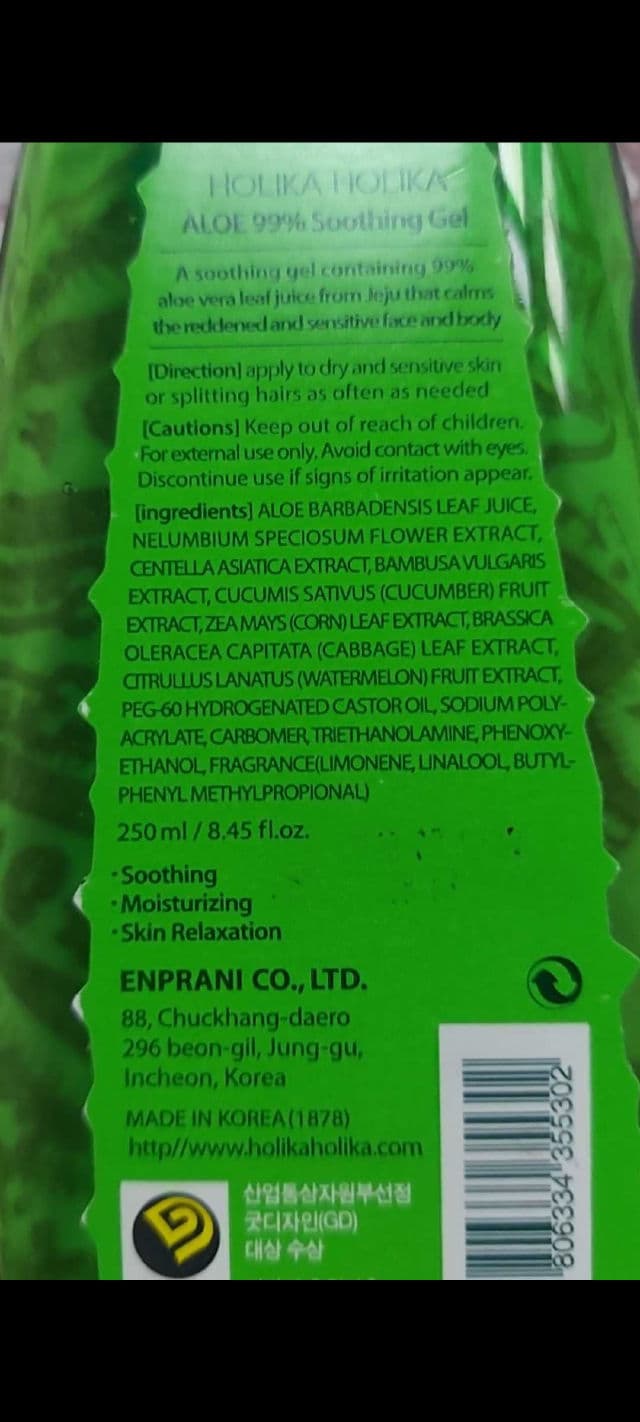 HOLIKA HOLIKA
ALOE 99% Soothing Gel
A soothing gel containing 99%
aloe vera leaf juice from Jeju that calms
the reddened and sensitive face and body
[Direction] apply to dry and sensitive skin
or splitting hairs as often as needed
[Cautions] Keep out of reach of children.
For external use only. Avoid contact with eyes.
Discontinue use if signs of irritation appear.
[ingredients] ALOE BARBADENSIS LEAF JUICE,
NELUMBIUM SPECIOSUM FLOWER EXTRACT,
CENTELLA ASIATICA EXTRACT, BAMBUSA VULGARIS
EXTRACT, CUCUMIS SATIVUS (CUCUMBER) FRUIT
EXTRACT, ZEA MAYS (CORN) LEAF EXTRACT, BRASSICA
OLERACEA CAPITATA (CABBAGE) LEAF EXTRACT,
CITRULLUS LANATUS (WATERMELON) FRUIT EXTRACT,
PEG-60 HYDROGENATED CASTOR OIL, SODIUM POLY-
ACRYLATE, CARBOMER, TRIETHANOLAMINE, PHENOXY-
ETHANOL, FRAGRANCE(LIMONENE, LINALOOL, BUTYL-
PHENYL METHYLPROPIONAL)
250 ml / 8.45 fl.oz.
·Soothing
·Moisturizing
·Skin Relaxation
ENPRANI CO., LTD.
88, Chuckhang-daero
296 beon-gil, Jung-gu,
Incheon, Korea
MADE IN KOREA (1878)
http//www.holikaholika.com
산업통상자원부선정
굿디자인(GD)
대상 수상
806334 355302